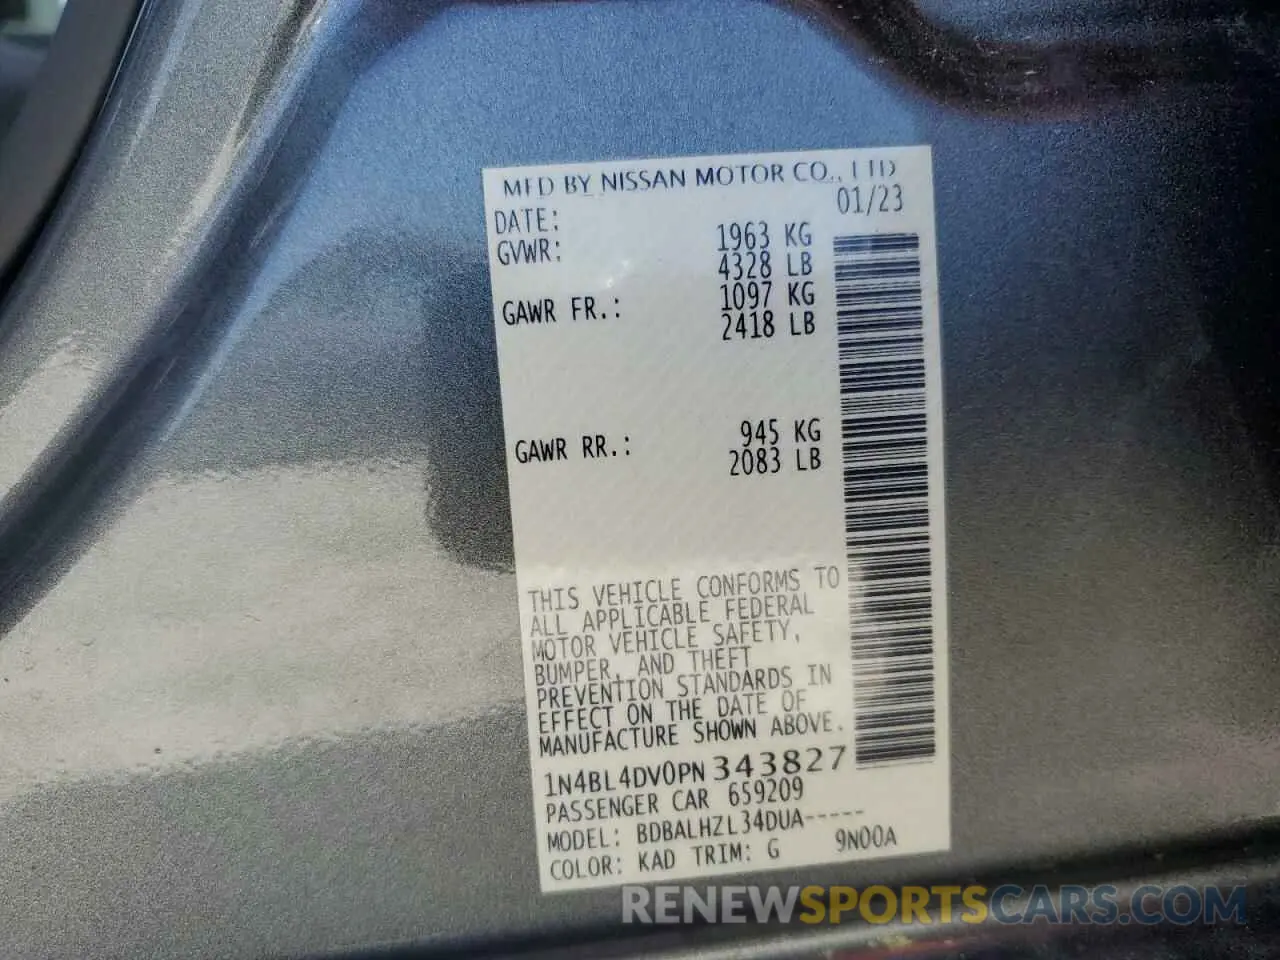 MFD BY NISSAN MOTOR CO., LTD
DATE: 01/23
GVWR: 1963 KG
4328 LB
GAWR FR.: 1097 KG
2418 LB
GAWR RR.: 945 KG
2083 LB
THIS VEHICLE CONFORMS TO
ALL APPLICABLE FEDERAL
MOTOR VEHICLE SAFETY,
BUMPER, AND THEFT
PREVENTION STANDARDS IN
EFFECT ON THE DATE OF
MANUFACTURE SHOWN ABOVE.
1N4BL4DV0PN 343827
PASSENGER CAR 659209
MODEL: BDBALHZL34DUA-----
COLOR: KAD TRIM: G 9N00A
RENEWSPORTSCARS.COM